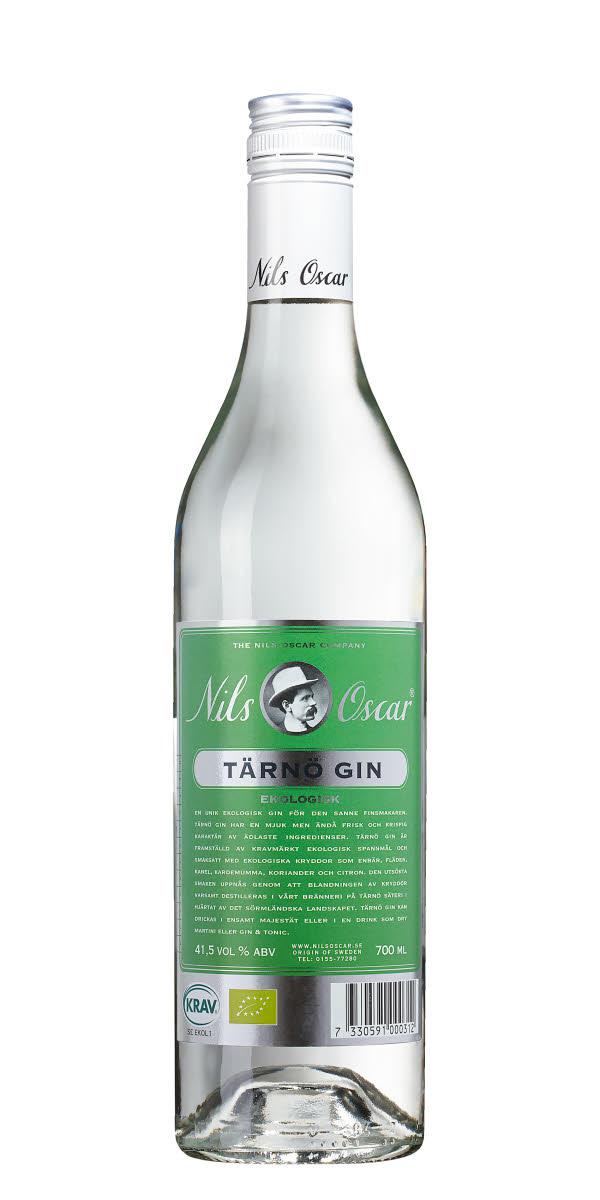 Nils Oscar
THE NILS OSCAR COMPANY
Nils Oscar®
TÄRNÖ GIN
EKOLOGISK
EN UNIK EKOLOGISK GIN FÖR DEN SANNE FINSMAKAREN.
TÄRNÖ GIN HAR EN MJUK MEN ÄNDÅ FRISK OCH KRISPIG
KARAKTÄR AV ÄDLASTE INGREDIENSER. TÄRNÖ GIN ÄR
FRAMSTÄLLD AV KRAVMÄRKT EKOLOGISK SPANNMÅL OCH
SMAKSATT MED EKOLOGISKA KRYDDOR SOM ENBÄR, FLÄDER,
KANEL, KARDEMUMMA, KORIANDER OCH CITRON. DEN UTSÖKTA
SMAKEN UPPNÅS GENOM ATT BLANDNINGEN AV KRYDDOR
VARSAMT DESTILLERAS I VÅRT BRÄNNERI PÅ TÄRNÖ SÄTERI I
HJÄRTAT AV DET SÖRMLÄNDSKA LANDSKAPET. TÄRNÖ GIN KAN
DRICKAS I ENSAMT MAJESTÄT ELLER I EN DRINK SOM DRY
MARTINI ELLER GIN & TONIC.
41,5 VOL % ABV
WWW.NILSOSCAR.SE
ORIGIN OF SWEDEN
TEL: 0155-77280
700 ML
KRAV
SE EKOL 1
7 330591 000312